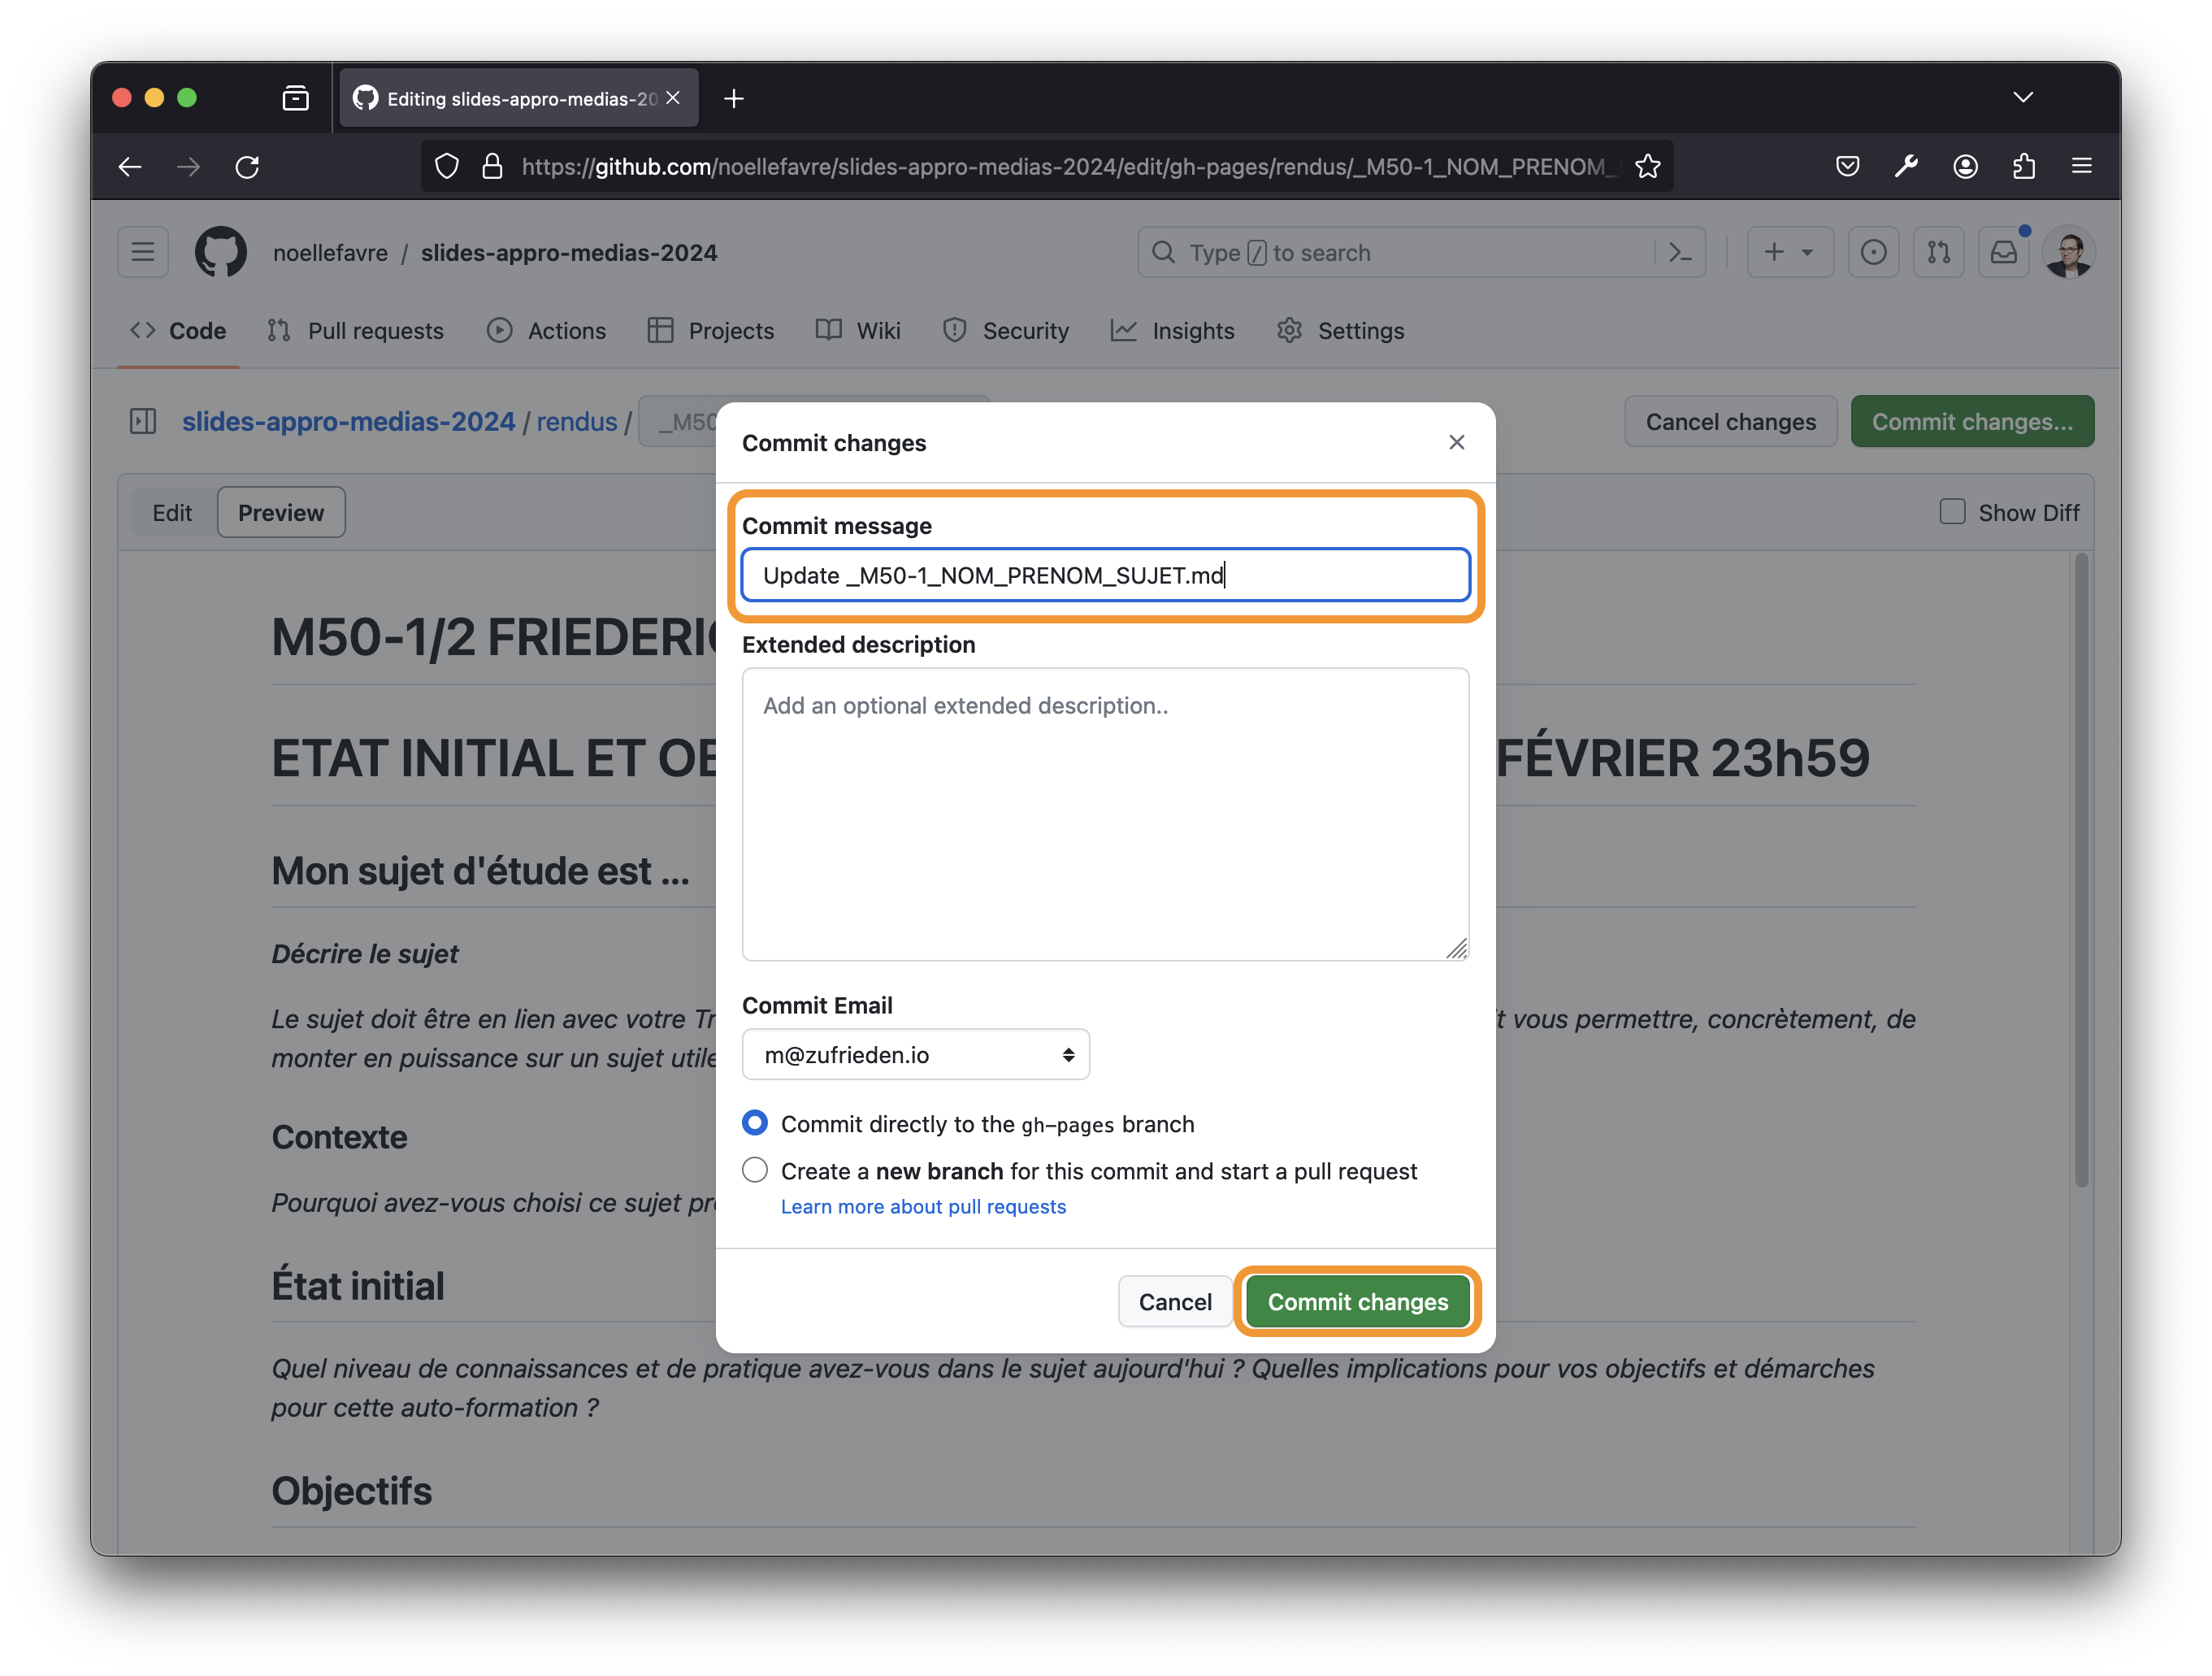 Editing slides-appro-medias-20
https://github.com/noellefavre/slides-appro-medias-2024/edit/gh-pages/rendus/_M50-1_NOM_PRENOM_
noellefavre / slides-appro-medias-2024
Type / to search
Code Pull requests Actions Projects Wiki Security Insights Settings
slides-appro-medias-2024 / rendus / _M50
Cancel changes
Commit changes...
Edit Preview
Show Diff
M50-1/2 FRIEDERI
ETAT INITIAL ET O FÉVRIER 23h59
Mon sujet d'étude est ...
Décrire le sujet
Le sujet doit être en lien avec votre Tr t vous permettre, concrètement, de
monter en puissance sur un sujet utile
Contexte
Pourquoi avez-vous choisi ce sujet pr
État initial
Quel niveau de connaissances et de pratique avez-vous dans le sujet aujourd'hui ? Quelles implications pour vos objectifs et démarches
pour cette auto-formation ?
Objectifs
Commit changes
Commit message
Update _M50-1_NOM_PRENOM_SUJET.md
Extended description
Add an optional extended description..
Commit Email
m@zufrieden.io
Commit directly to the gh-pages branch
Create a new branch for this commit and start a pull request
Learn more about pull requests
Cancel
Commit changes